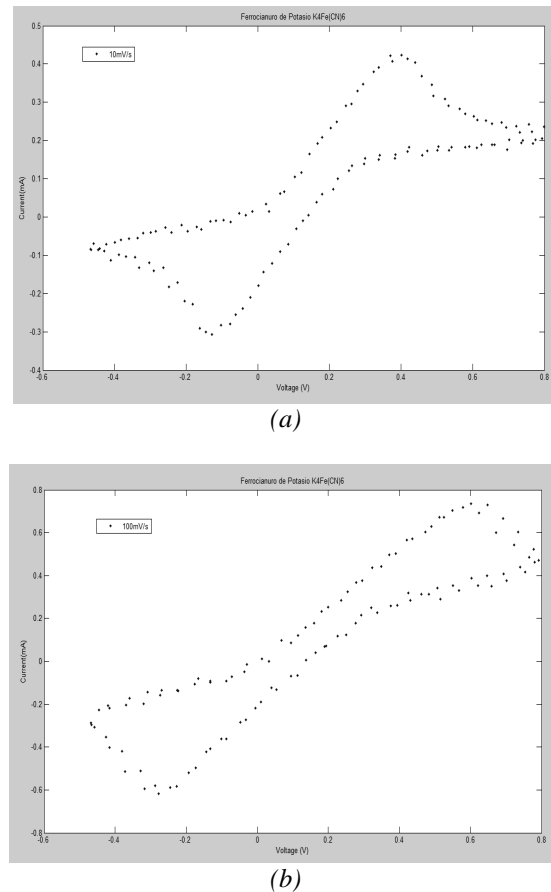 Ferrocianuro de Potasio K4Fe(CN)6
10mV/s
0.5
0.4
0.3
0.2
0.1
0
-0.1
-0.2
-0.3
-0.4
Current(mA)
-0.6 -0.4 -0.2 0 0.2 0.4 0.6 0.8
Voltage (V)
(a)
Ferrocianuro de Potasio K4Fe(CN)6
100mV/s
0.8
0.6
0.4
0.2
0
-0.2
-0.4
-0.6
-0.8
Current(mA)
-0.6 -0.4 -0.2 0 0.2 0.4 0.6 0.8
Voltage (V)
(b)